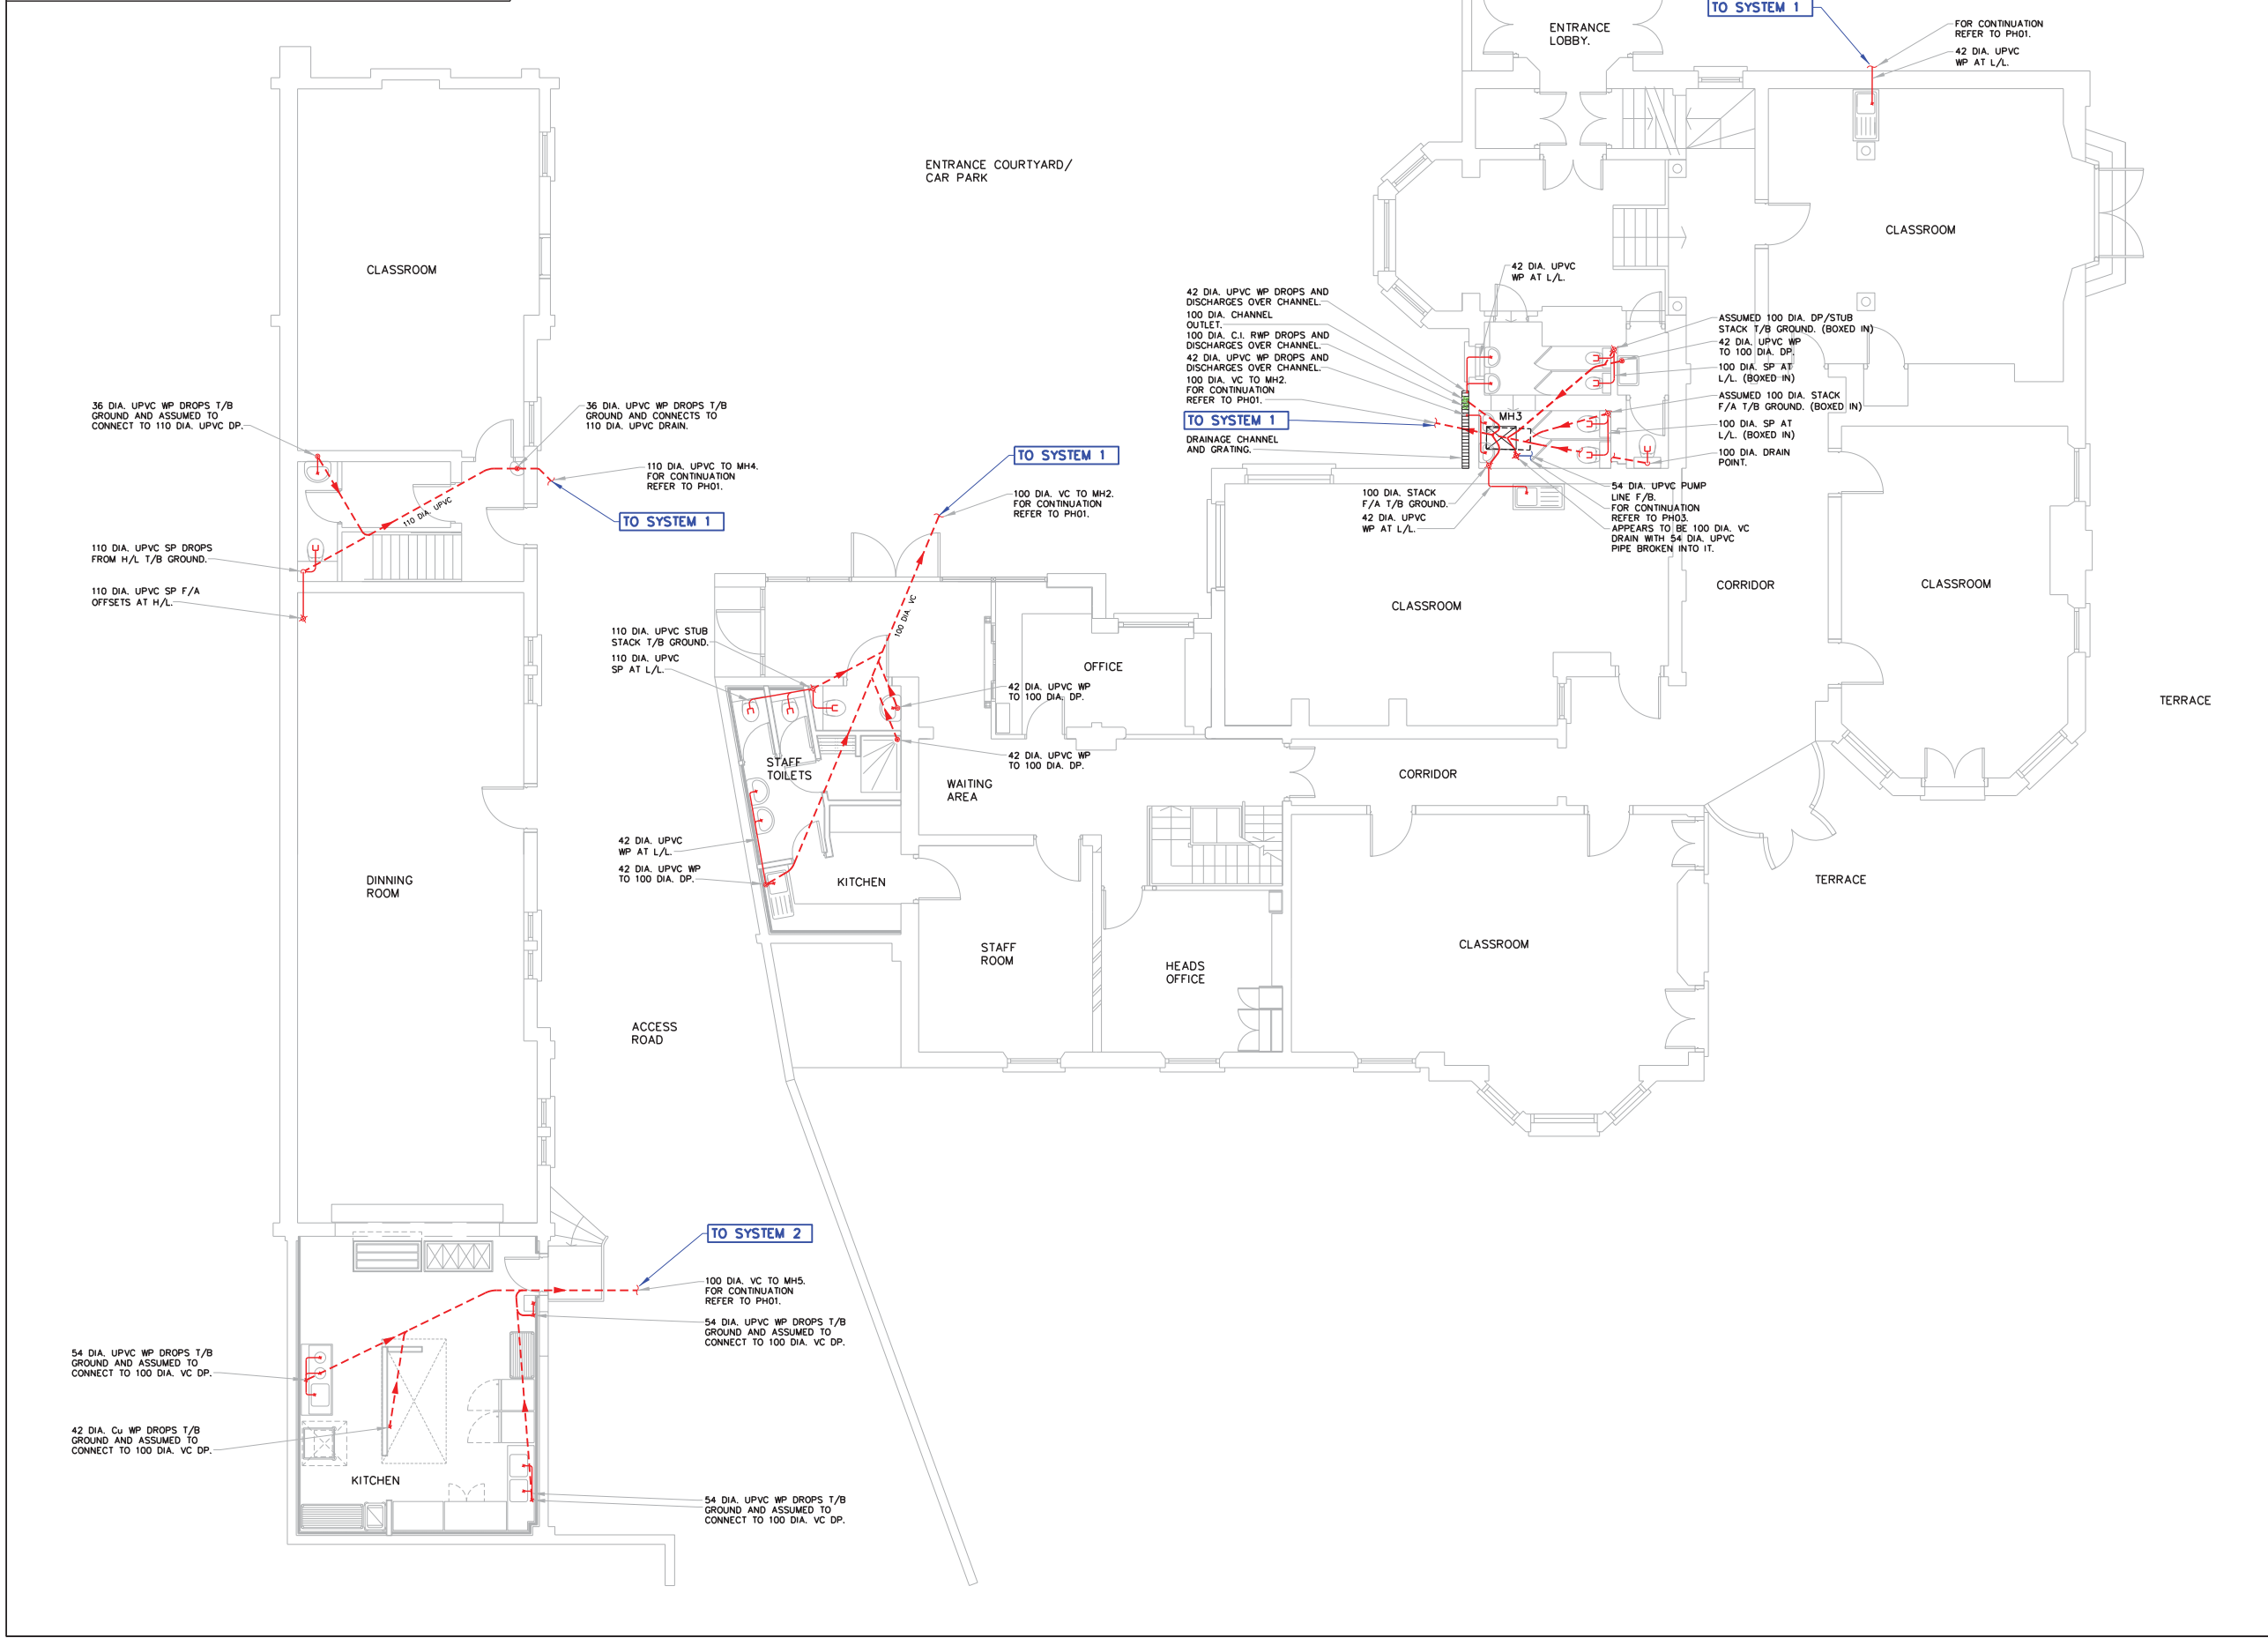 TO SYSTEM 1
FOR CONTINUATION
REFER TO PH01.
42 DIA. UPVC
WP AT L/L.
ENTRANCE
LOBBY.
ENTRANCE COURTYARD/
CAR PARK
CLASSROOM
CLASSROOM
42 DIA. UPVC
WP AT L/L.
42 DIA. UPVC WP DROPS AND
DISCHARGES OVER CHANNEL.
100 DIA. CHANNEL
OUTLET.
100 DIA. C.I. RWP DROPS AND
DISCHARGES OVER CHANNEL.
42 DIA. UPVC WP DROPS AND
DISCHARGES OVER CHANNEL.
100 DIA. VC TO MH2.
FOR CONTINUATION
REFER TO PH01.
TO SYSTEM 1
DRAINAGE CHANNEL
AND GRATING.
MH3
ASSUMED 100 DIA. DP/STUB
STACK T/B GROUND. (BOXED IN)
42 DIA. UPVC WP
TO 100 DIA. DP.
100 DIA. SP AT
L/L. (BOXED IN)
ASSUMED 100 DIA. STACK
F/A T/B GROUND. (BOXED IN)
100 DIA. SP AT
L/L. (BOXED IN)
100 DIA. DRAIN
POINT.
54 DIA. UPVC PUMP
LINE F/B.
FOR CONTINUATION
REFER TO PH03.
APPEARS TO BE 100 DIA. VC
DRAIN WITH 54 DIA. UPVC
PIPE BROKEN INTO IT.
100 DIA. STACK
F/A T/B GROUND.
42 DIA. UPVC
WP AT L/L.
36 DIA. UPVC WP DROPS T/B
GROUND AND ASSUMED TO
CONNECT TO 110 DIA. UPVC DP.
36 DIA. UPVC WP DROPS T/B
GROUND AND CONNECTS TO
110 DIA. UPVC DRAIN.
110 DIA. UPVC TO MH4.
FOR CONTINUATION
REFER TO PH01.
110 DIA. UPVC
TO SYSTEM 1
110 DIA. UPVC SP DROPS
FROM H/L T/B GROUND.
110 DIA. UPVC SP F/A
OFFSETS AT H/L.
TO SYSTEM 1
100 DIA. VC TO MH2.
FOR CONTINUATION
REFER TO PH01.
100 DIA. VC
CLASSROOM
CORRIDOR
CLASSROOM
110 DIA. UPVC STUB
STACK T/B GROUND.
110 DIA. UPVC
SP AT L/L.
OFFICE
42 DIA. UPVC WP
TO 100 DIA. DP.
42 DIA. UPVC WP
TO 100 DIA. DP.
TERRACE
STAFF
TOILETS
WAITING
AREA
CORRIDOR
42 DIA. UPVC
WP AT L/L.
42 DIA. UPVC WP
TO 100 DIA. DP.
KITCHEN
DINNING
ROOM
TERRACE
STAFF
ROOM
HEADS
OFFICE
CLASSROOM
ACCESS
ROAD
TO SYSTEM 2
100 DIA. VC TO MH5.
FOR CONTINUATION
REFER TO PH01.
54 DIA. UPVC WP DROPS T/B
GROUND AND ASSUMED TO
CONNECT TO 100 DIA. VC DP.
54 DIA. UPVC WP DROPS T/B
GROUND AND ASSUMED TO
CONNECT TO 100 DIA. VC DP.
42 DIA. Cu WP DROPS T/B
GROUND AND ASSUMED TO
CONNECT TO 100 DIA. VC DP.
KITCHEN
54 DIA. UPVC WP DROPS T/B
GROUND AND ASSUMED TO
CONNECT TO 100 DIA. VC DP.